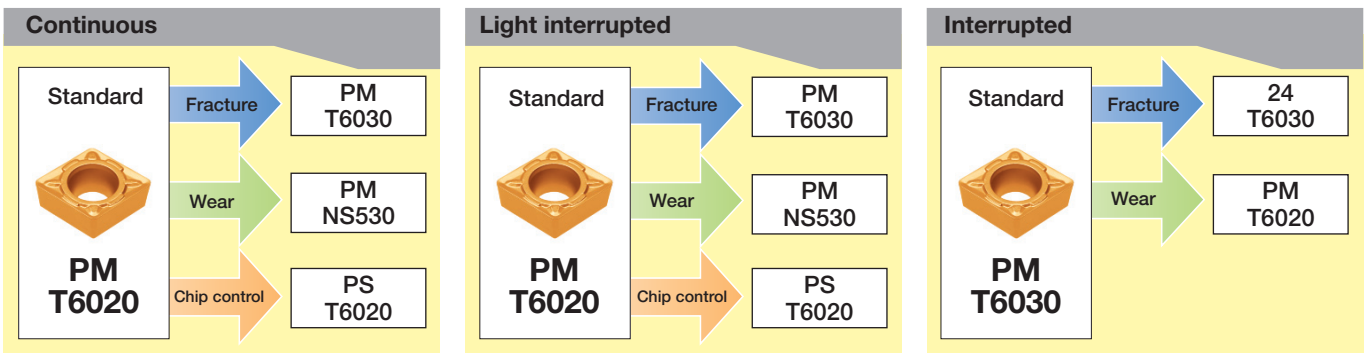 Continuous
Standard
PM
T6020
Fracture
PM
T6030
Wear
PM
NS530
Chip control
PS
T6020
Light interrupted
Standard
PM
T6020
Fracture
PM
T6030
Wear
PM
NS530
Chip control
PS
T6020
Interrupted
Standard
PM
T6030
Fracture
24
T6030
Wear
PM
T6020